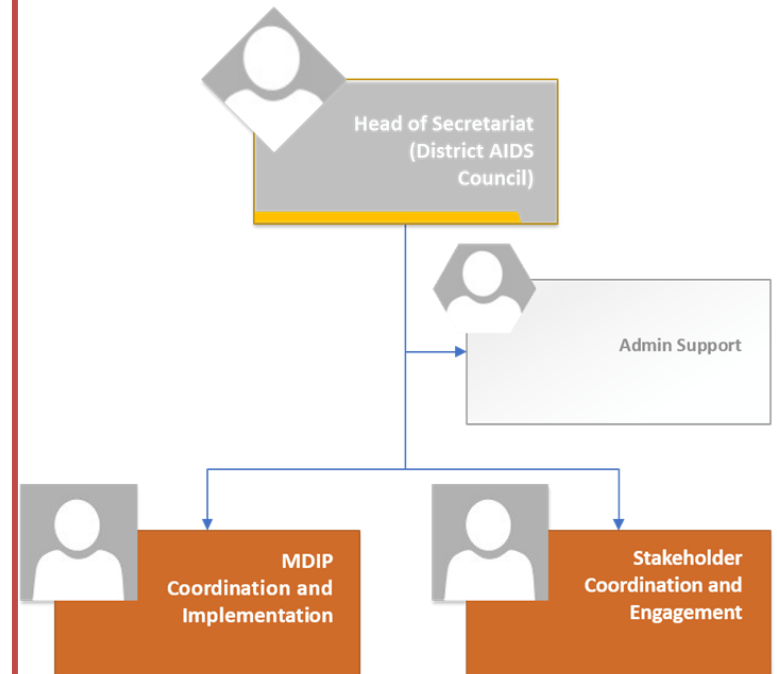 Head of Secretariat
(District AIDS
Council)
Admin Support
MDIP
Coordination and
Implementation
Stakeholder
Coordination and
Engagement